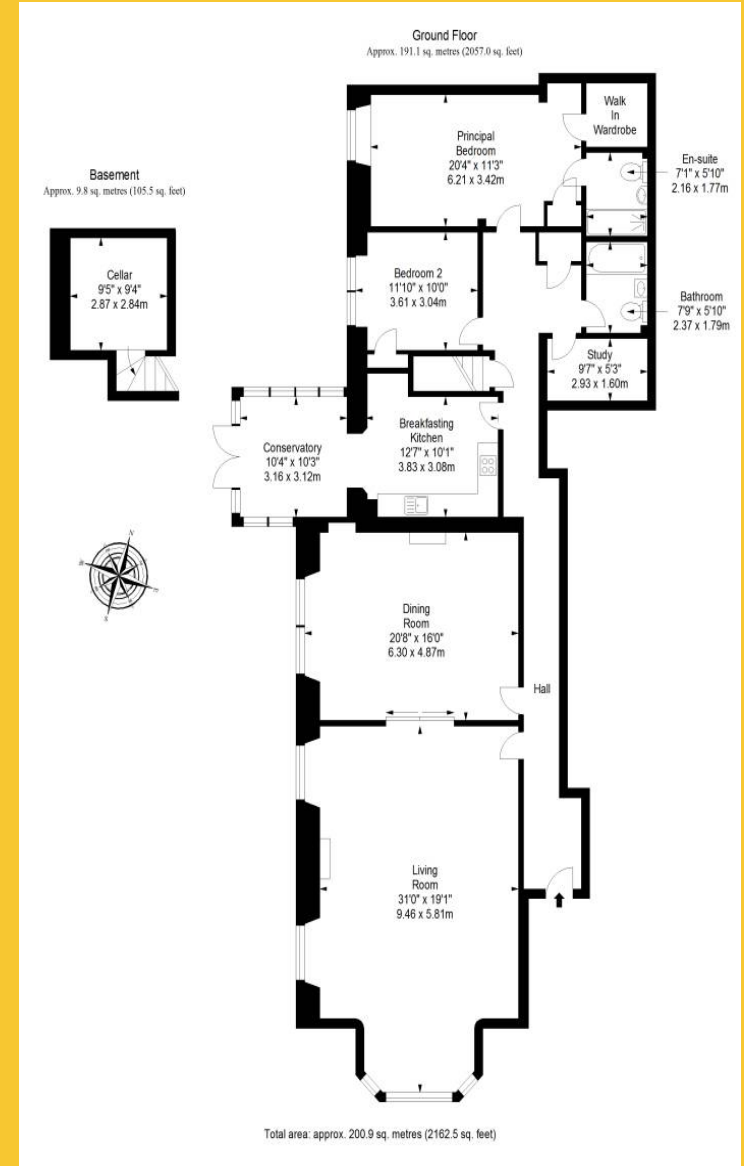 Ground Floor
Approx. 191.1 sq. metres (2057.0 sq. feet)
Walk
In
Wardrobe
Principal
Bedroom
20'4" x 11'3"
6.21 x 3.42m
En-suite
7'1" x 5'10"
2.16 x 1.77m
Basement
Approx. 9.8 sq. metres (105.5 sq. feet)
Cellar
9'5" x 9'4"
2.87 x 2.84m
Bedroom 2
11'10" x 10'0"
3.61 x 3.04m
Bathroom
7'9" x 5'10"
2.37 x 1.79m
Study
9'7" x 5'3"
2.93 x 1.60m
Breakfasting
Kitchen
12'7" x 10'1"
3.83 x 3.08m
Conservatory
10'4" x 10'3"
3.16 x 3.12m
N
E
S
Dining
Room
20'8" x 16'0"
6.30 x 4.87m
Hall
Living
Room
31'0" x 19'1"
9.46 x 5.81m
Total area: approx. 200.9 sq. metres (2162.5 sq. feet)